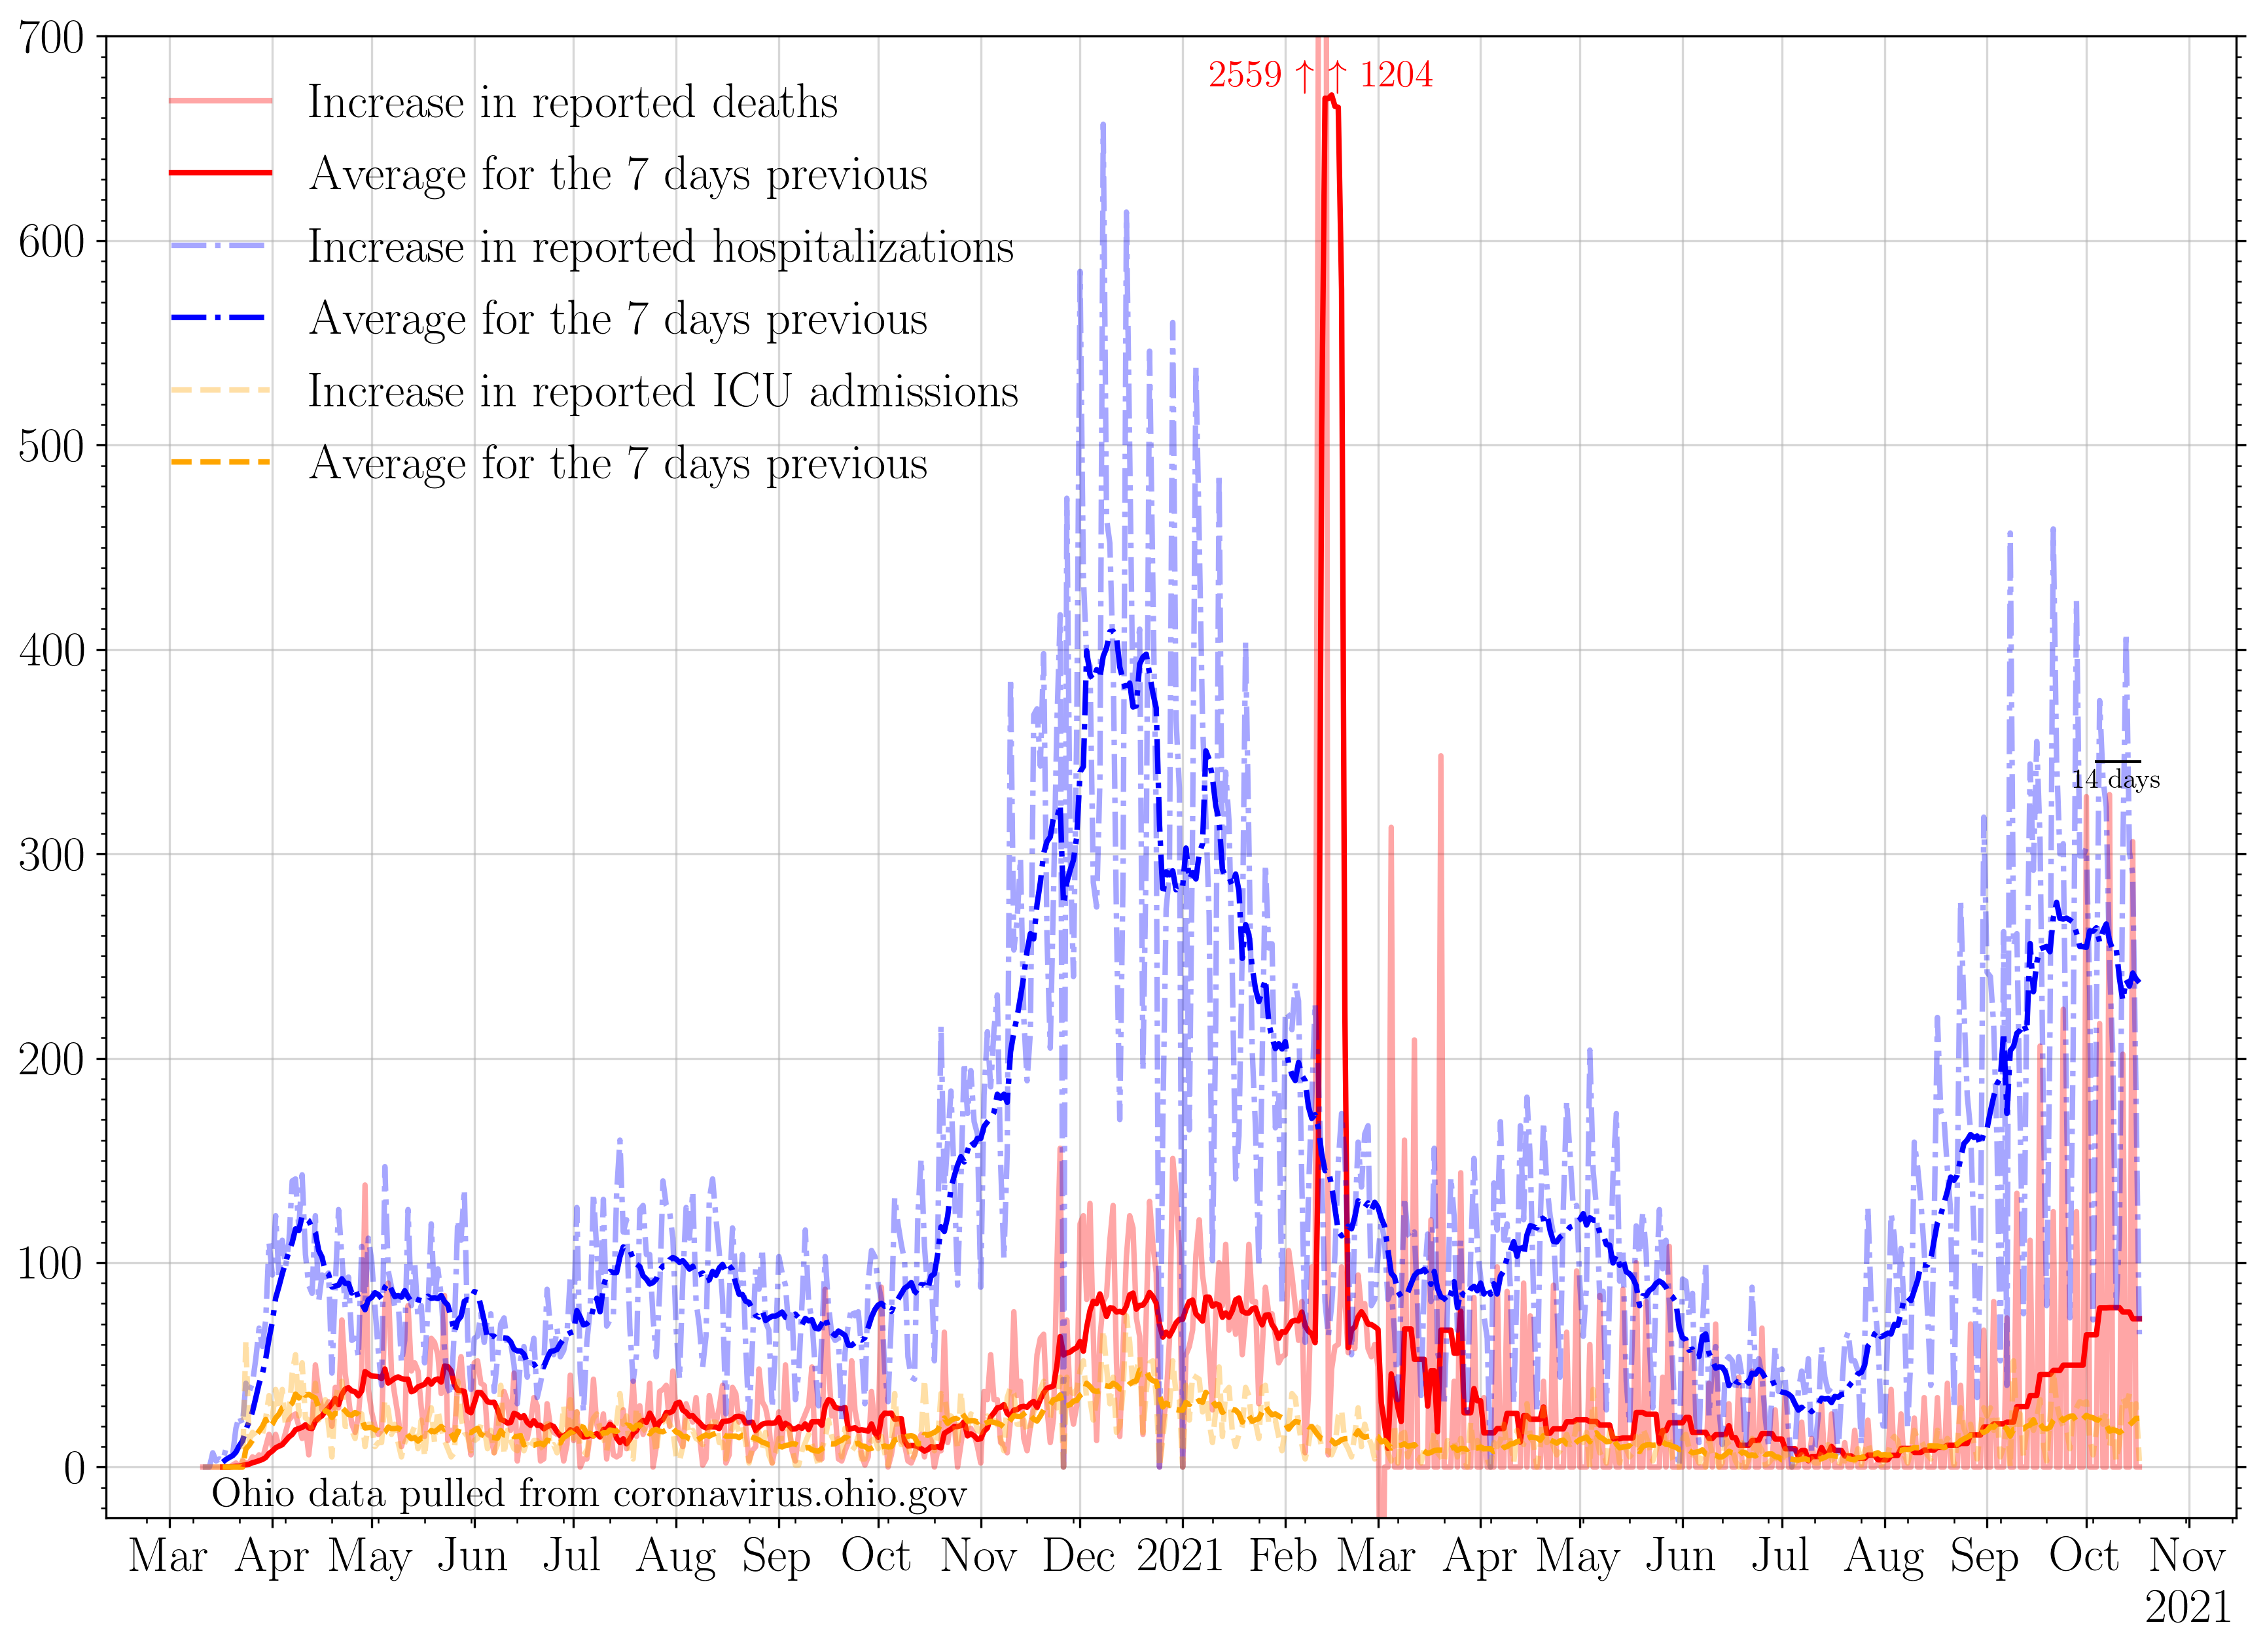 700
600
500
400
300
200
100
0
2559 ↑ ↑ 1204
Increase in reported deaths
Average for the 7 days previous
Increase in reported hospitalizations
Average for the 7 days previous
Increase in reported ICU admissions
Average for the 7 days previous
14 days
Ohio data pulled from coronavirus.ohio.gov
Mar Apr May Jun Jul Aug Sep Oct Nov Dec 2021 Feb Mar Apr May Jun Jul Aug Sep Oct Nov
2021